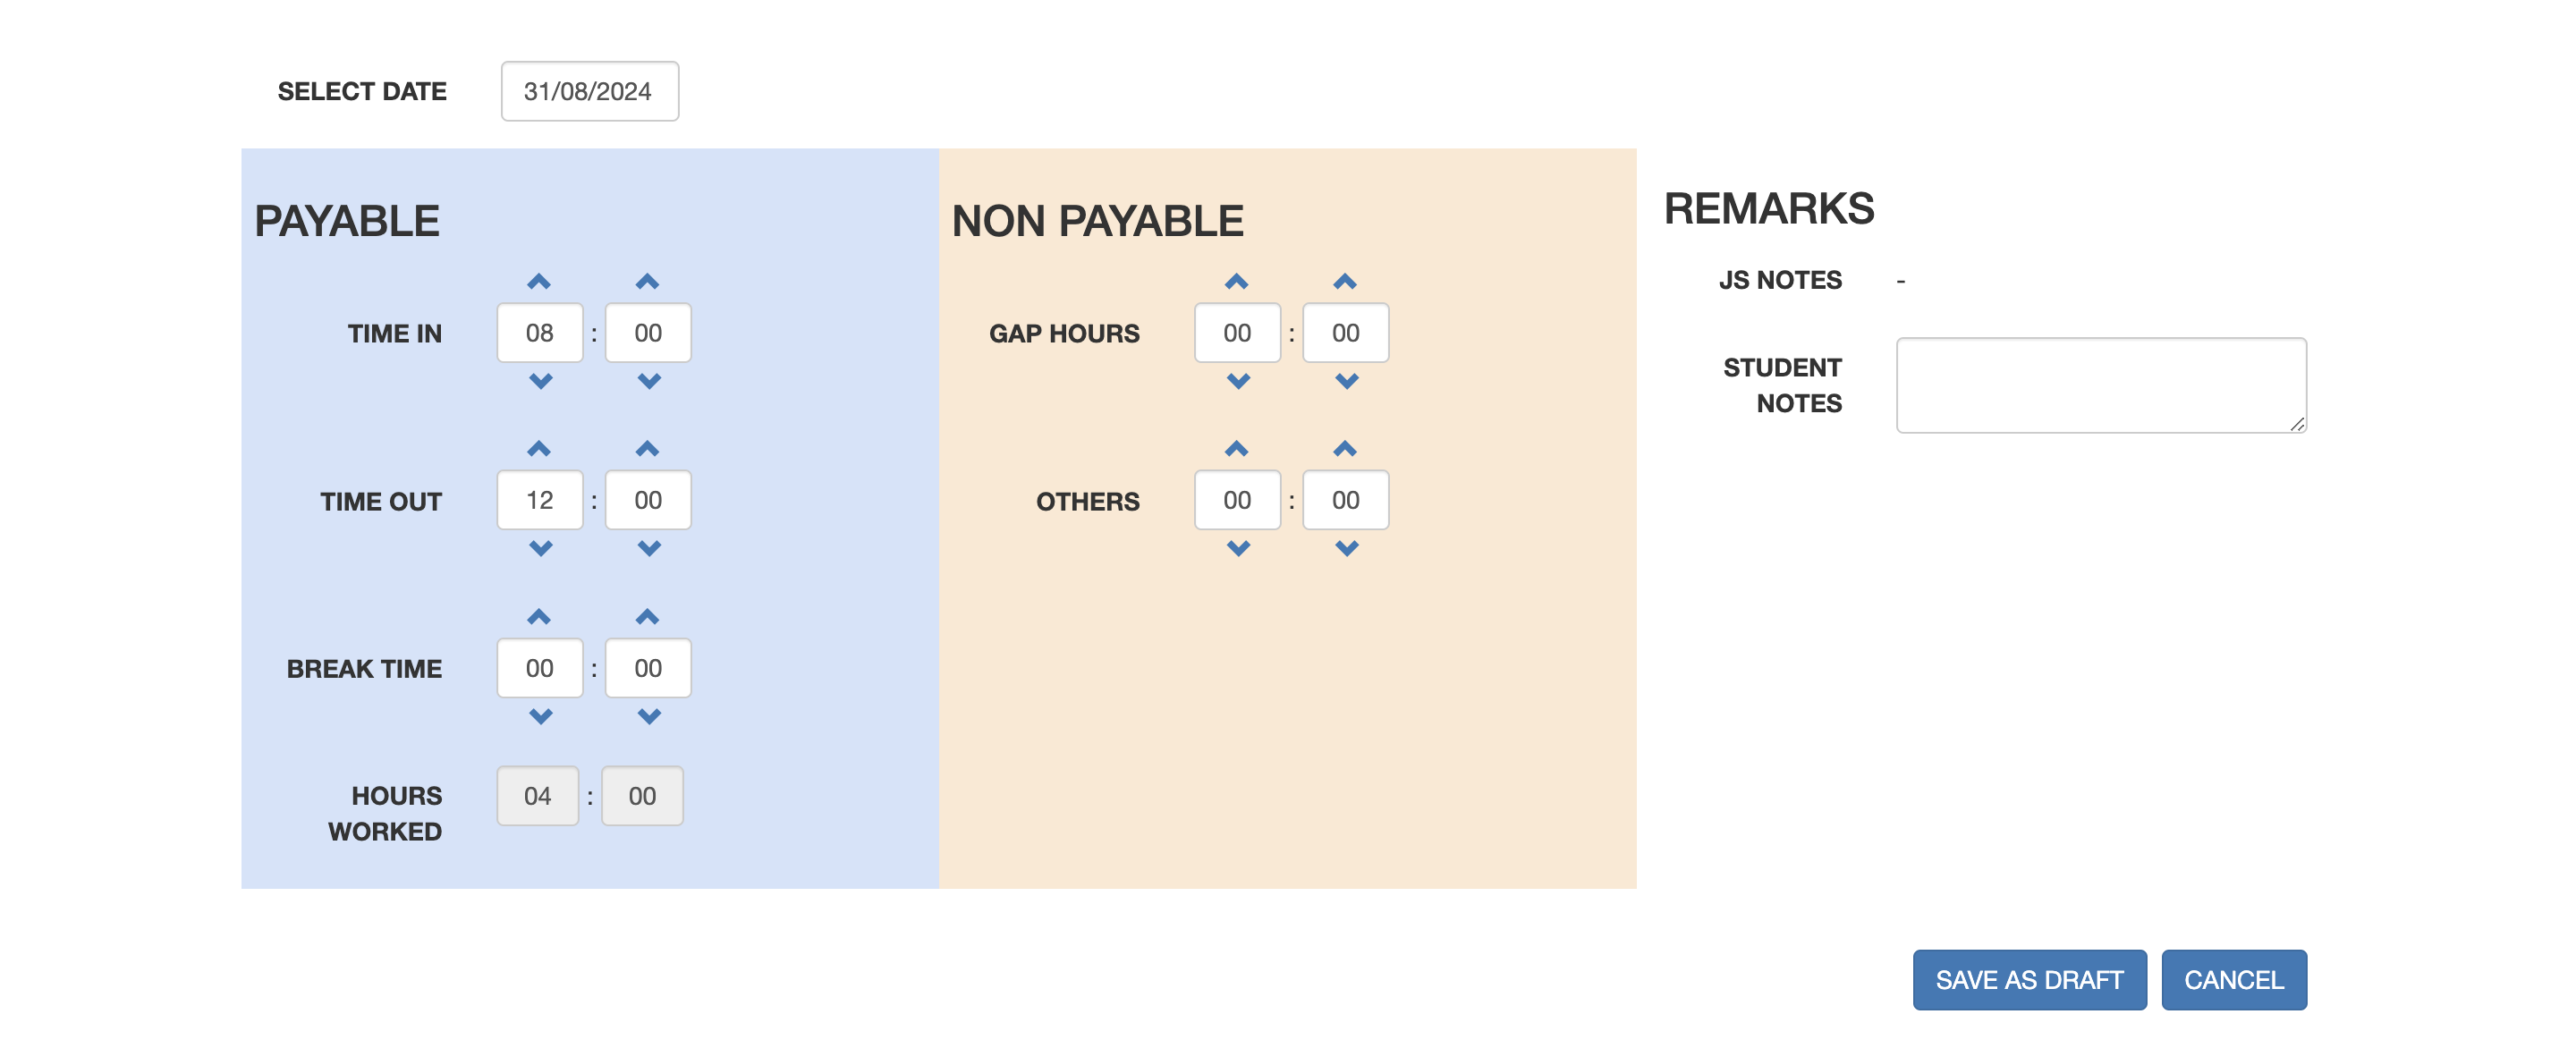 SELECT DATE 31/08/2024
PAYABLE
TIME IN 08 : 00
TIME OUT 12 : 00
BREAK TIME 00 : 00
HOURS WORKED 04 : 00
NON PAYABLE
GAP HOURS 00 : 00
OTHERS 00 : 00
REMARKS
JS NOTES -
STUDENT
NOTES
SAVE AS DRAFT CANCEL